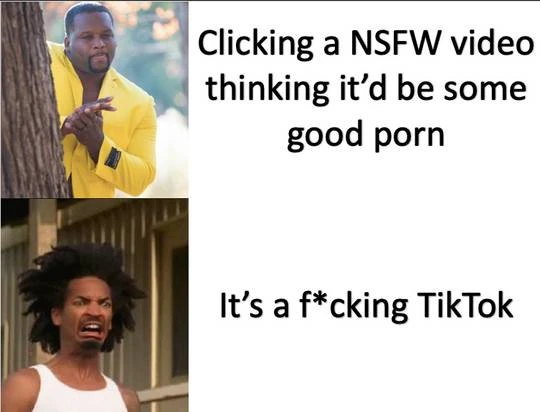 Clicking a NSFW video
thinking it’d be some
good porn
It’s a f*cking TikTok